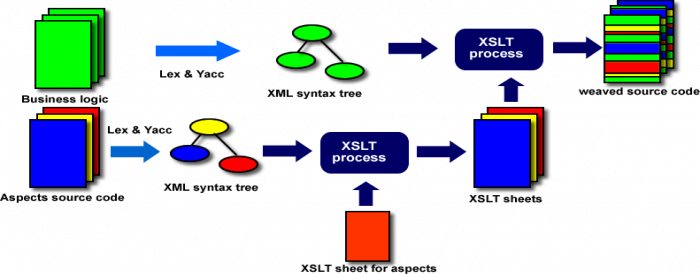 XSLT
process
Lex & Yacc
XML syntax tree
Business logic
weaved source code
Lex & Yacc
XSLT
process
Aspects source code
XML syntax tree
XSLT sheets
XSLT sheet for aspects